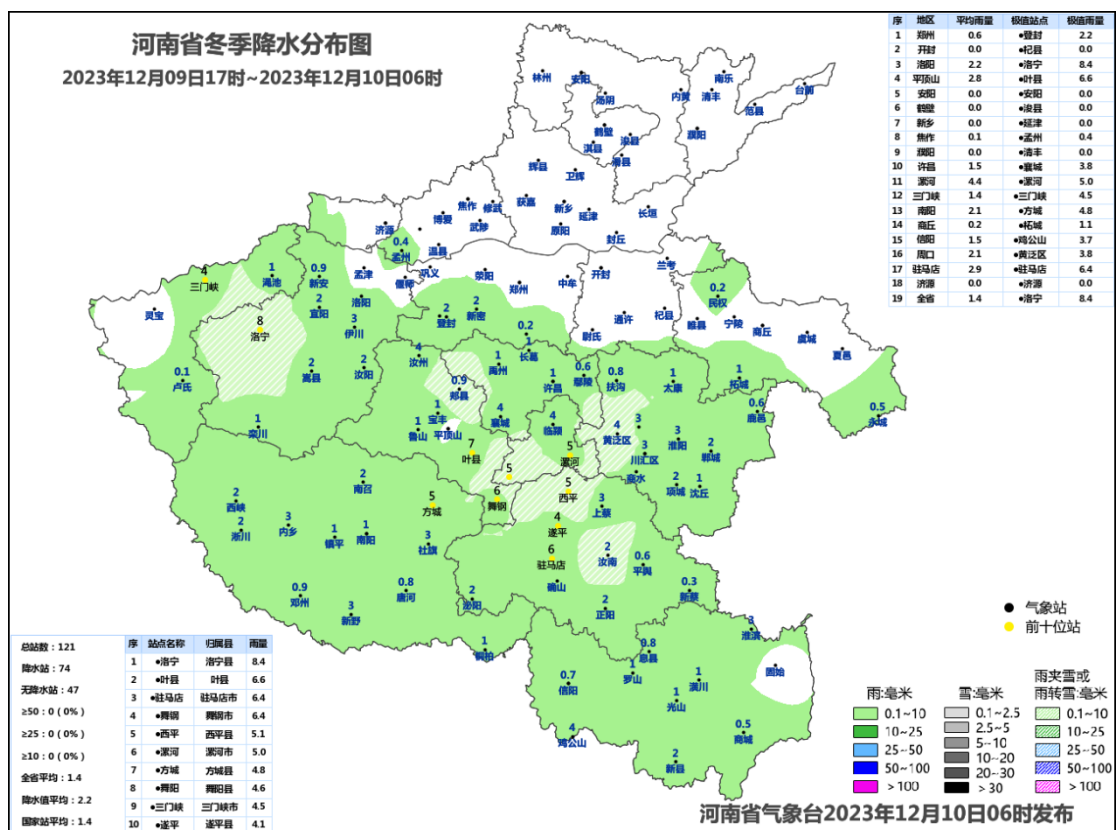 河南省冬季降水分布图
2023年12月09日17时~2023年12月10日06时
序 地区 平均雨量 极值站点 极值雨量
1 郑州 0.6 ●登封 2.2
2 开封 0.0 ●杞县 0.0
3 洛阳 2.2 ●洛宁 8.4
4 平顶山 2.8 ●叶县 6.6
5 安阳 0.0 ●安阳 0.0
6 鹤壁 0.0 ●浚县 0.0
7 新乡 0.0 ●延津 0.0
8 焦作 0.1 ●孟州 0.4
9 濮阳 0.0 ●清丰 0.0
10 许昌 1.5 ●襄城 3.8
11 漯河 4.4 ●漯河 5.0
12 三门峡 1.4 ●三门峡 4.5
13 南阳 2.1 ●方城 4.8
14 商丘 0.2 ●柘城 1.1
15 信阳 1.5 ●鸡公山 3.7
16 周口 2.1 ●黄泛区 3.8
17 驻马店 2.9 ●驻马店 6.4
18 济源 0.0 ●济源 0.0
19 全省 1.4 ●洛宁 8.4
林州
安阳
汤阴
内黄
南乐
清丰
台前
范县
濮阳
鹤壁
淇县
浚县
滑县
辉县
卫辉
获嘉
新乡
延津
原阳
封丘
长垣
焦作
修武
博爱
武陟
温县
济源
0.4
孟州
4
三门峡
1
渑池
0.9
新安
孟津
偃师
巩义
荥阳
郑州
中牟
开封
兰考
灵宝
2
宜阳
洛阳
3
伊川
2
登封
2
新密
尉氏
通许
杞县
0.2
民权
睢县
宁陵
商丘
虞城
夏邑
8
洛宁
0.1
卢氏
2
嵩县
2
汝阳
4
汝州
0.2
1
长葛
1
禹州
1
许昌
0.6
鄢陵
0.8
扶沟
1
太康
1
柘城
0.6
鹿邑
0.5
永城
1
栾川
0.9
郏县
1
宝丰
1
鲁山
平顶山
4
襄城
4
临颍
4
黄泛区
3
3
川汇区
3
淮阳
2
郸城
7
叶县
5
5
漯河
商水
2
项城
1
沈丘
2
南召
2
西峡
2
淅川
3
内乡
1
镇平
1
南阳
5
方城
6
舞钢
5
西平
3
上蔡
3
社旗
4
遂平
6
驻马店
2
汝南
0.6
平舆
确山
0.3
新蔡
0.9
邓州
3
新野
0.8
唐河
2
泌阳
2
正阳
3
淮滨
1
桐柏
0.8
息县
0.7
信阳
1
罗山
1
潢川
固始
1
光山
4
鸡公山
0.5
商城
2
新县
● 气象站
● 前十位站
总站数：121
降水站：74
无降水站：47
≥50：0（0%）
≥25：0（0%）
≥10：0（0%）
全省平均：1.4
降水值平均：2.2
国家站平均：1.4
序 站点名称 归属县 雨量
1 ●洛宁 洛宁县 8.4
2 ●叶县 叶县 6.6
3 ●驻马店 驻马店市 6.4
4 ●舞钢 舞钢市 6.4
5 ●西平 西平县 5.1
6 ●漯河 漯河市 5.0
7 ●方城 方城县 4.8
8 ●舞阳 舞阳县 4.6
9 ●三门峡 三门峡市 4.5
10 ●遂平 遂平县 4.1
雨:毫米
0.1~10
10~25
25~50
50~100
＞100
雪:毫米
0.1~2.5
2.5~5
5~10
10~20
20~30
＞30
雨夹雪或
雨转雪:毫米
0.1~10
10~25
25~50
50~100
＞100
河南省气象台2023年12月10日06时发布